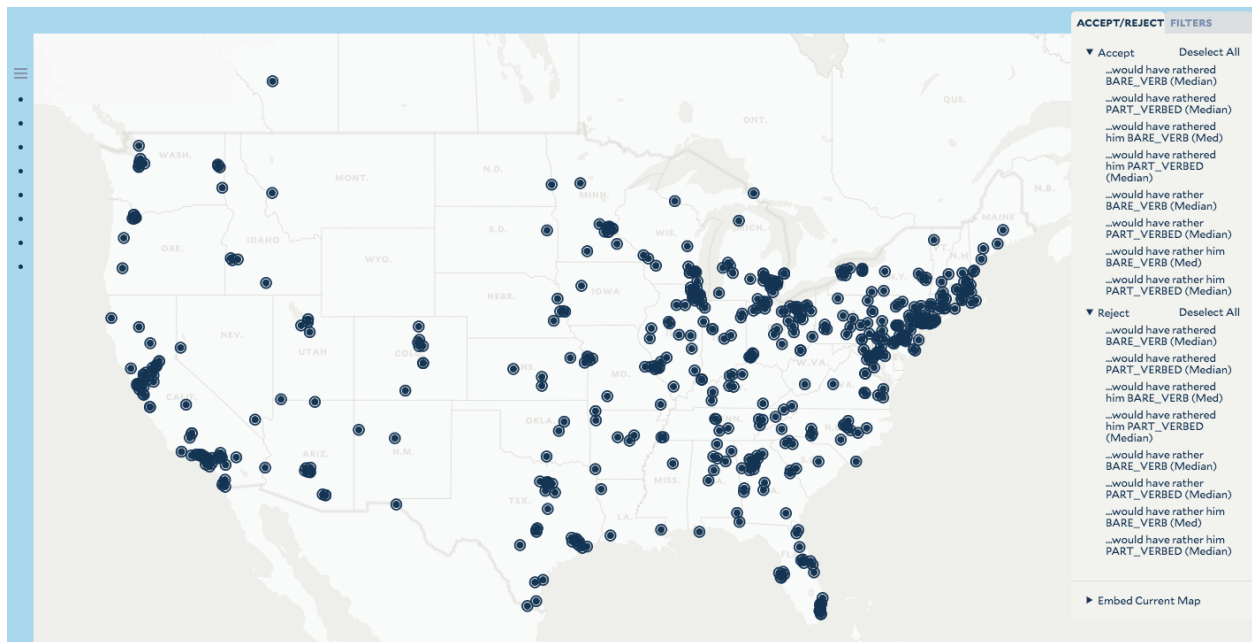 ACCEPT/REJECT FILTERS
▼ Accept Deselect All
...would have rathered
BARE_VERB (Median)
...would have rathered
PART_VERBED (Median)
...would have rathered
him BARE_VERB (Med)
...would have rathered
him PART_VERBED
(Median)
...would have rather
BARE_VERB (Median)
...would have rather
PART_VERBED (Median)
...would have rather him
BARE_VERB (Med)
...would have rather him
PART_VERBED (Median)
▼ Reject Deselect All
...would have rathered
BARE_VERB (Median)
...would have rathered
PART_VERBED (Median)
...would have rathered
him BARE_VERB (Med)
...would have rathered
him PART_VERBED
(Median)
...would have rather
BARE_VERB (Median)
...would have rather
PART_VERBED (Median)
...would have rather him
BARE_VERB (Med)
...would have rather him
PART_VERBED (Median)
▶ Embed Current Map
QUE.
ONT.
WASH.
N.D.
MONT.
MINN.
N.B.
MAINE
S.D.
WIS.
MICH.
N.H.
ORE.
IDAHO
WYO.
N.Y.
IOWA
NEBR.
NEV.
UTAH
COLO.
W.VA.
MO.
CALIF.
OKLA.
ARIZ.
N.M.
MISS.
S.C.
TEX.
LA.